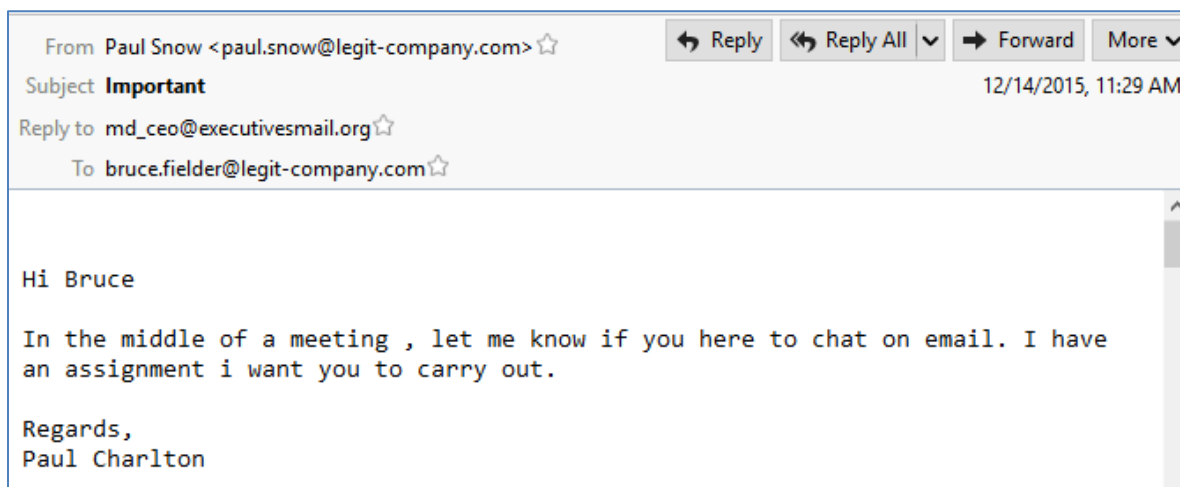 From Paul Snow <paul.snow@legit-company.com> Reply Reply All Forward More
Subject Important 12/14/2015, 11:29 AM
Reply to md_ceo@executivesmail.org
To bruce.fielder@legit-company.com
Hi Bruce
In the middle of a meeting , let me know if you here to chat on email. I have
an assignment i want you to carry out.
Regards,
Paul Charlton